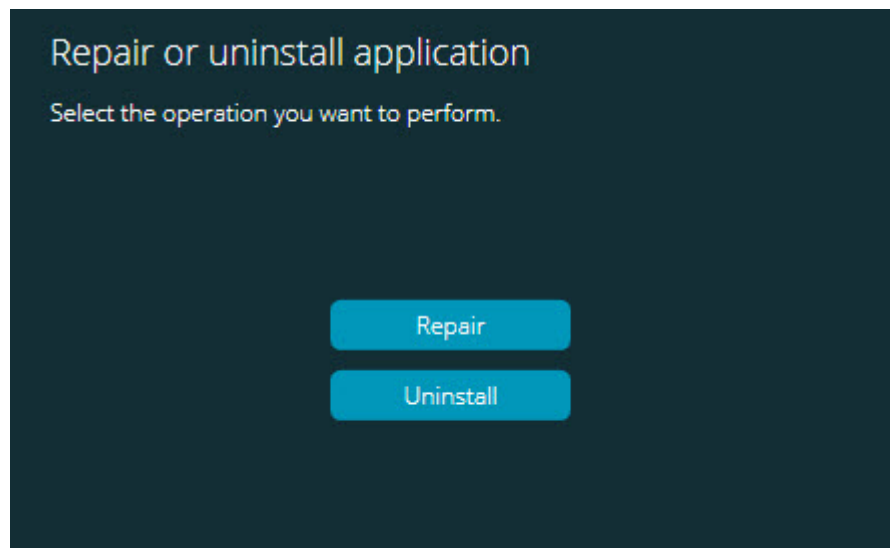 Repair or uninstall application
Select the operation you want to perform.
Repair
Uninstall